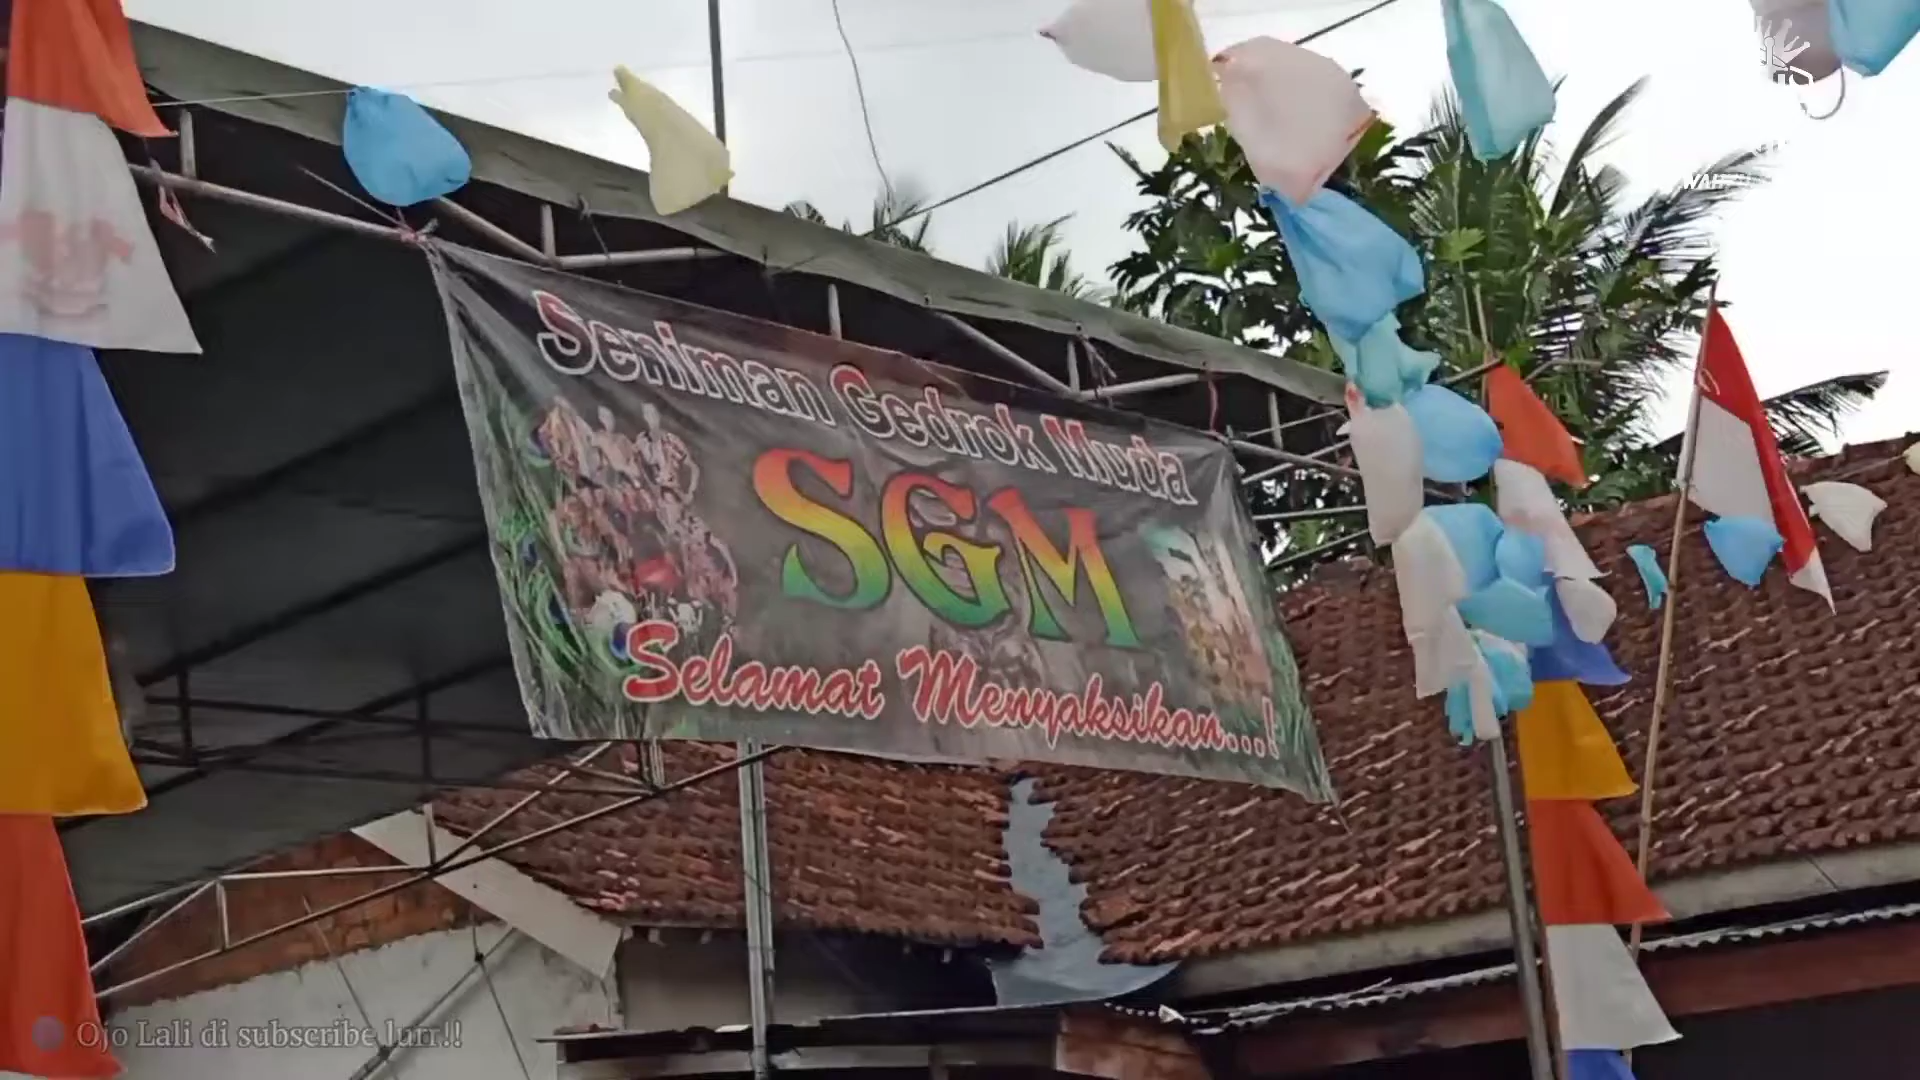 Seniman Gedrok Muda
SGM
Selamat Menyaksikan...!
Ojo Lali di subscribe lurr!!